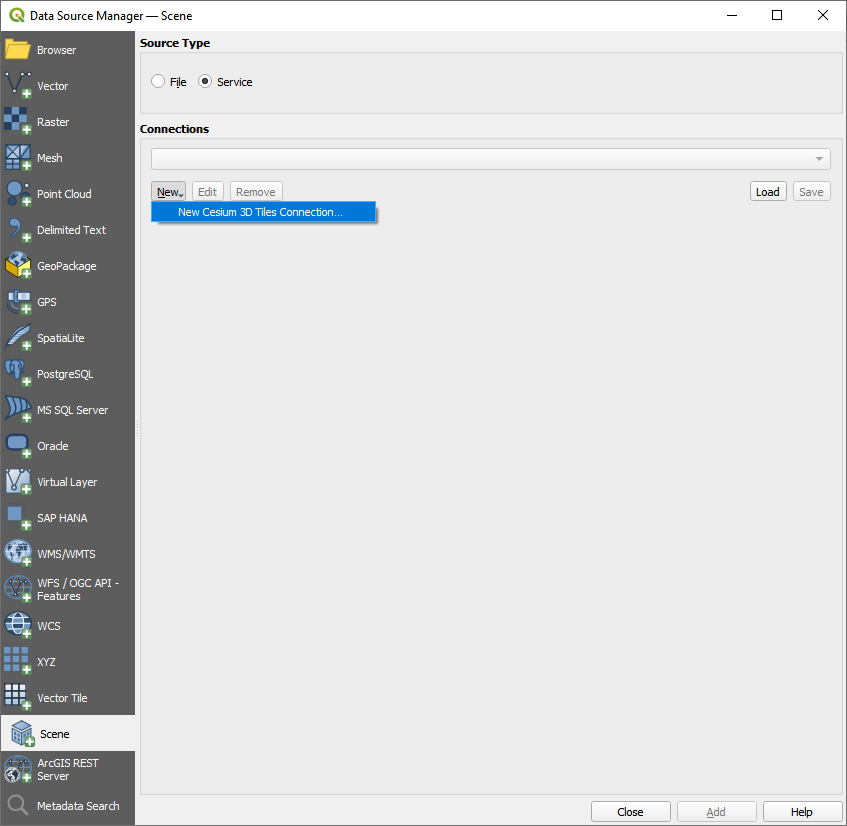 Data Source Manager — Scene
Browser
Vector
Raster
Mesh
Point Cloud
Delimited Text
GeoPackage
GPS
SpatiaLite
PostgreSQL
MS SQL Server
Oracle
Virtual Layer
SAP HANA
WMS/WMTS
WFS / OGC API -
Features
WCS
XYZ
Vector Tile
Scene
ArcGIS REST
Server
Metadata Search
Source Type
File
Service
Connections
New
Edit
Remove
Load
Save
New Cesium 3D Tiles Connection...
Close
Add
Help